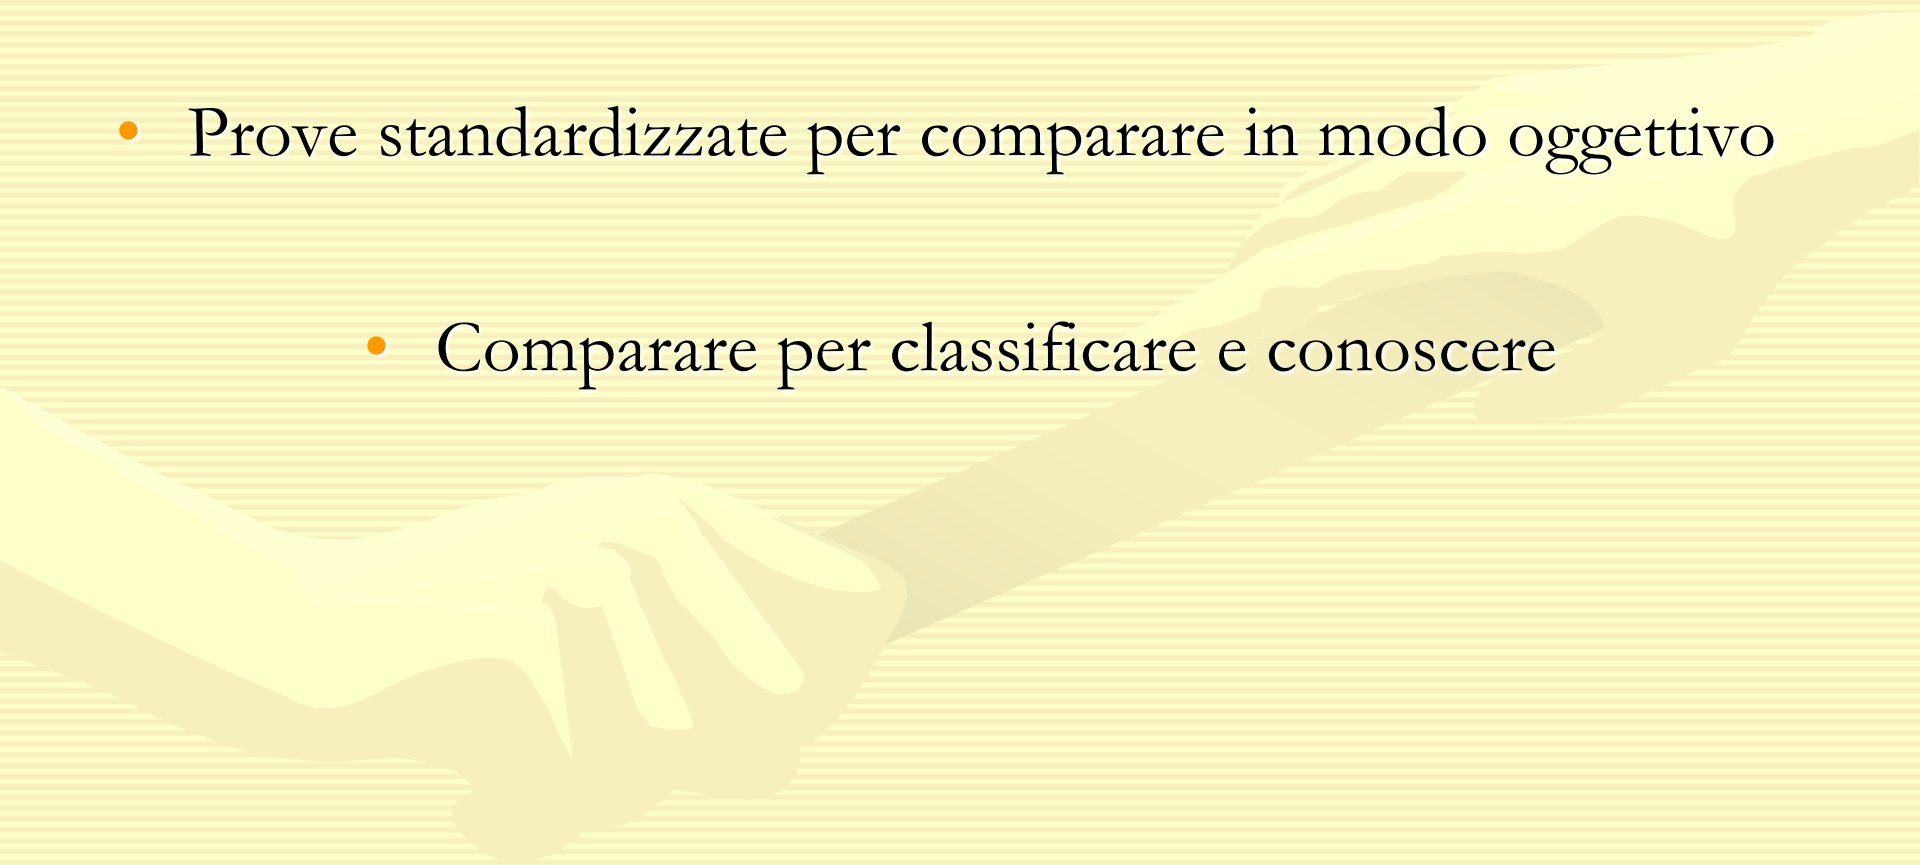 • Prove standardizzate per comparare in modo oggettivo
• Comparare per classificare e conoscere